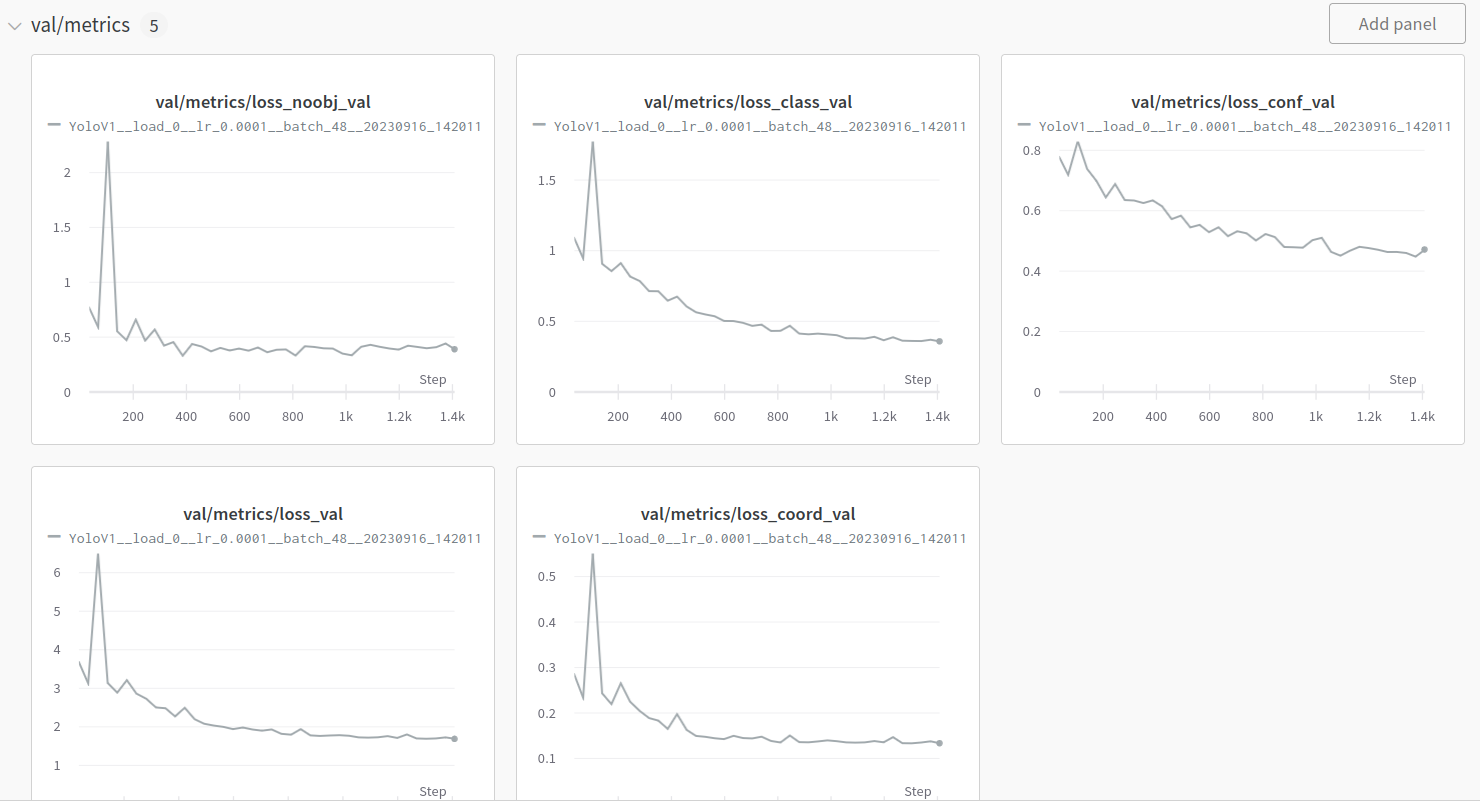 val/metrics 5
Add panel
val/metrics/loss_noobj_val
YoloV1__load_0__lr_0.0001__batch_48__20230916_142011
2
1.5
1
0.5
0
Step
200 400 600 800 1k 1.2k 1.4k
val/metrics/loss_class_val
YoloV1__load_0__lr_0.0001__batch_48__20230916_142011
1.5
1
0.5
0
Step
200 400 600 800 1k 1.2k 1.4k
val/metrics/loss_conf_val
YoloV1__load_0__lr_0.0001__batch_48__20230916_142011
0.8
0.6
0.4
0.2
0
Step
200 400 600 800 1k 1.2k 1.4k
val/metrics/loss_val
YoloV1__load_0__lr_0.0001__batch_48__20230916_142011
6
5
4
3
2
1
Step
val/metrics/loss_coord_val
YoloV1__load_0__lr_0.0001__batch_48__20230916_142011
0.5
0.4
0.3
0.2
0.1
Step